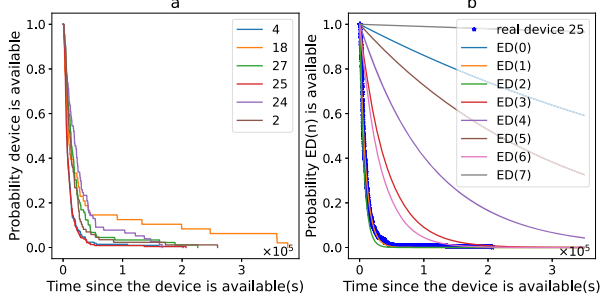 a
Probability device is available
1.0
0.8
0.6
0.4
0.2
0.0
4
18
27
25
24
2
0
1
2
3
×10⁵
Time since the device is available(s)
b
Probability ED(n) is available
1.0
0.8
0.6
0.4
0.2
0.0
real device 25
ED(0)
ED(1)
ED(2)
ED(3)
ED(4)
ED(5)
ED(6)
ED(7)
0
1
2
3
×10⁵
Time since the device is available(s)